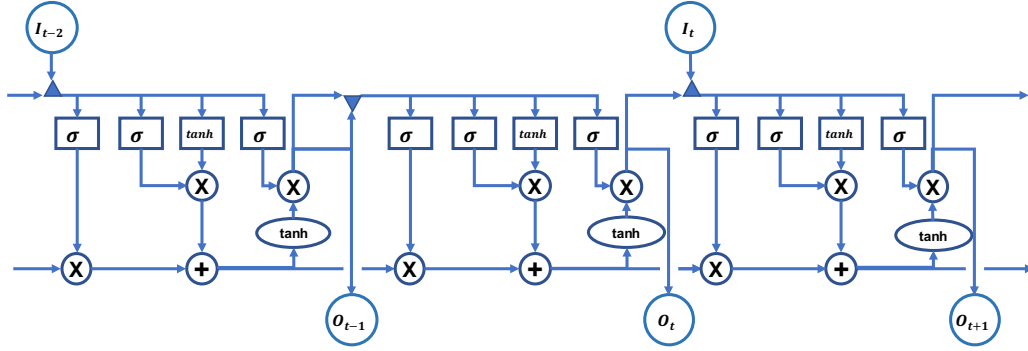 I_{t-2} I_t
σ σ tanh σ σ σ tanh σ σ σ tanh σ
X X X X X X
tanh tanh tanh
X + X + X +
O_{t-1} O_t O_{t+1}